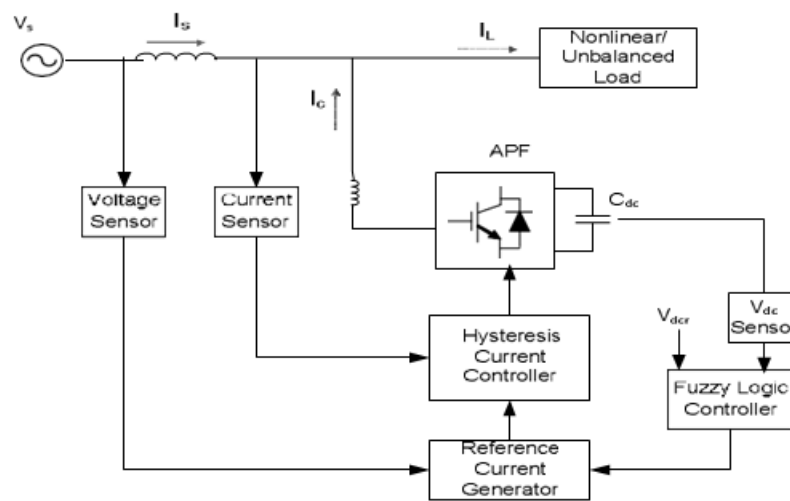 Vs
Is
IL
Nonlinear/
Unbalanced
Load
Ic
APF
Voltage
Sensor
Current
Sensor
Cdc
Vdc
Senso
Vdcr
Hysteresis
Current
Controller
Fuzzy Logic
Controller
Reference
Current
Generator